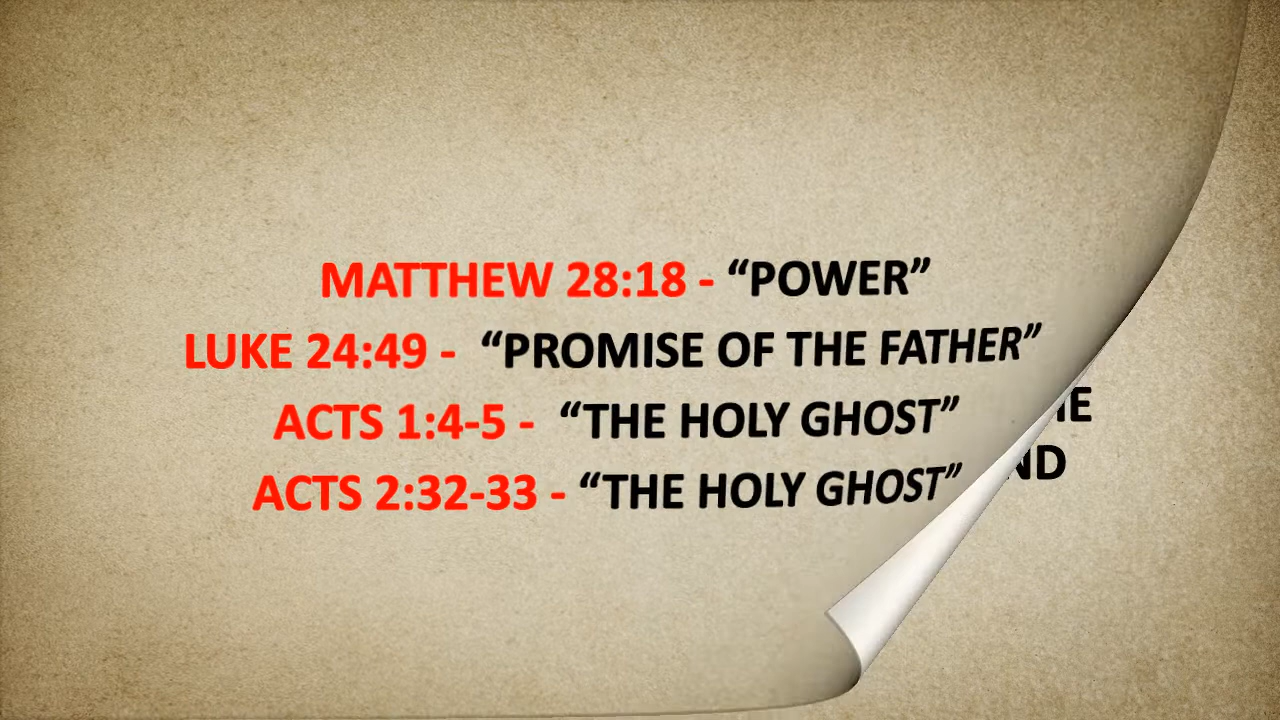 MATTHEW 28:18 - “POWER”
LUKE 24:49 - “PROMISE OF THE FATHER”
ACTS 1:4-5 - “THE HOLY GHOST”
ACTS 2:32-33 - “THE HOLY GHOST”